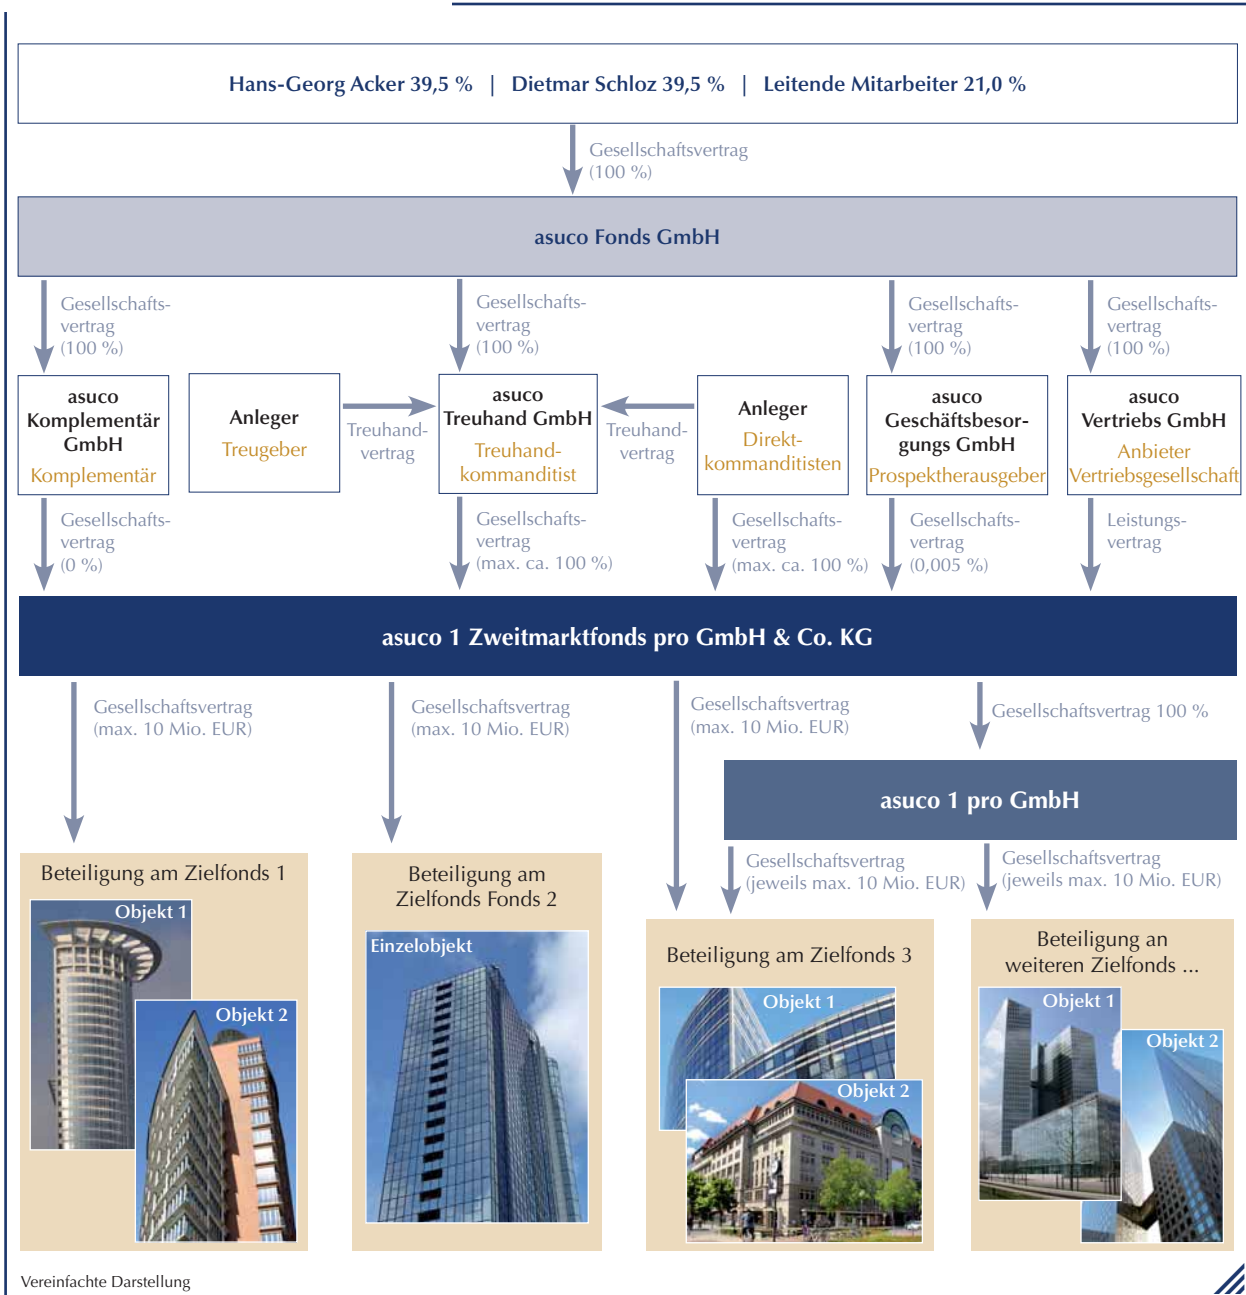 Hans-Georg Acker 39,5 % | Dietmar Schloz 39,5 % | Leitende Mitarbeiter 21,0 %
Gesellschaftsvertrag
(100 %)
asuco Fonds GmbH
Gesellschafts-
vertrag
(100 %)
Gesellschafts-
vertrag
(100 %)
Gesellschafts-
vertrag
(100 %)
Gesellschafts-
vertrag
(100 %)
asuco
Komplementär
GmbH
Komplementär
Anleger
Treugeber
Treuhand-
vertrag
asuco
Treuhand GmbH
Treuhand-
kommanditist
Treuhand-
vertrag
Anleger
Direkt-
kommanditisten
asuco
Geschäftsbesor-
gungs GmbH
Prospektherausgeber
asuco
Vertriebs GmbH
Anbieter
Vertriebsgesellschaft
Gesellschafts-
vertrag
(0 %)
Gesellschafts-
vertrag
(max. ca. 100 %)
Gesellschafts-
vertrag
(max. ca. 100 %)
Gesellschafts-
vertrag
(0,005 %)
Leistungs-
vertrag
asuco 1 Zweitmarktfonds pro GmbH & Co. KG
Gesellschaftsvertrag
(max. 10 Mio. EUR)
Gesellschaftsvertrag
(max. 10 Mio. EUR)
Gesellschaftsvertrag
(max. 10 Mio. EUR)
Gesellschaftsvertrag 100 %
asuco 1 pro GmbH
Gesellschaftsvertrag
(jeweils max. 10 Mio. EUR)
Gesellschaftsvertrag
(jeweils max. 10 Mio. EUR)
Beteiligung am Zielfonds 1
Objekt 1
Objekt 2
Beteiligung am
Zielfonds Fonds 2
Einzelobjekt
Beteiligung am Zielfonds 3
Objekt 1
Objekt 2
Beteiligung an
weiteren Zielfonds ...
Objekt 1
Objekt 2
Vereinfachte Darstellung